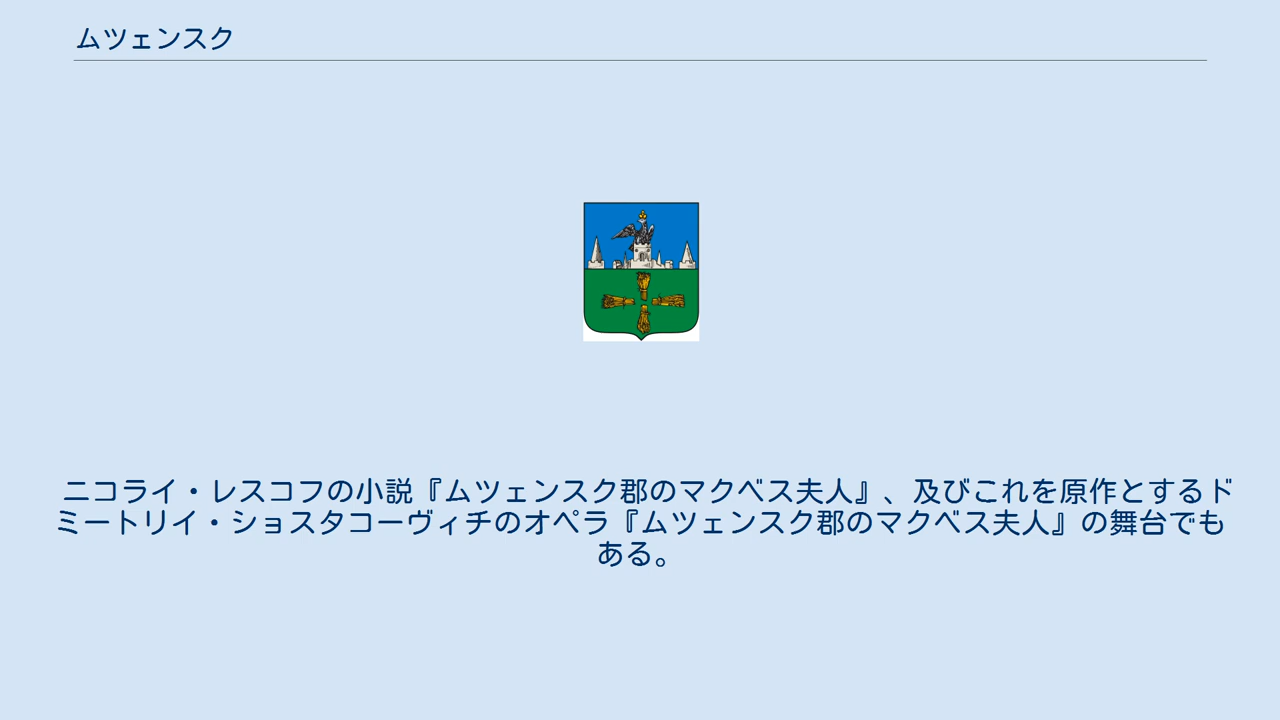 ムツェンスク
ニコライ・レスコフの小説『ムツェンスク郡のマクベス夫人』、及びこれを原作とするド
ミートリイ・ショスタコーヴィチのオペラ『ムツェンスク郡のマクベス夫人』の舞台でも
ある。